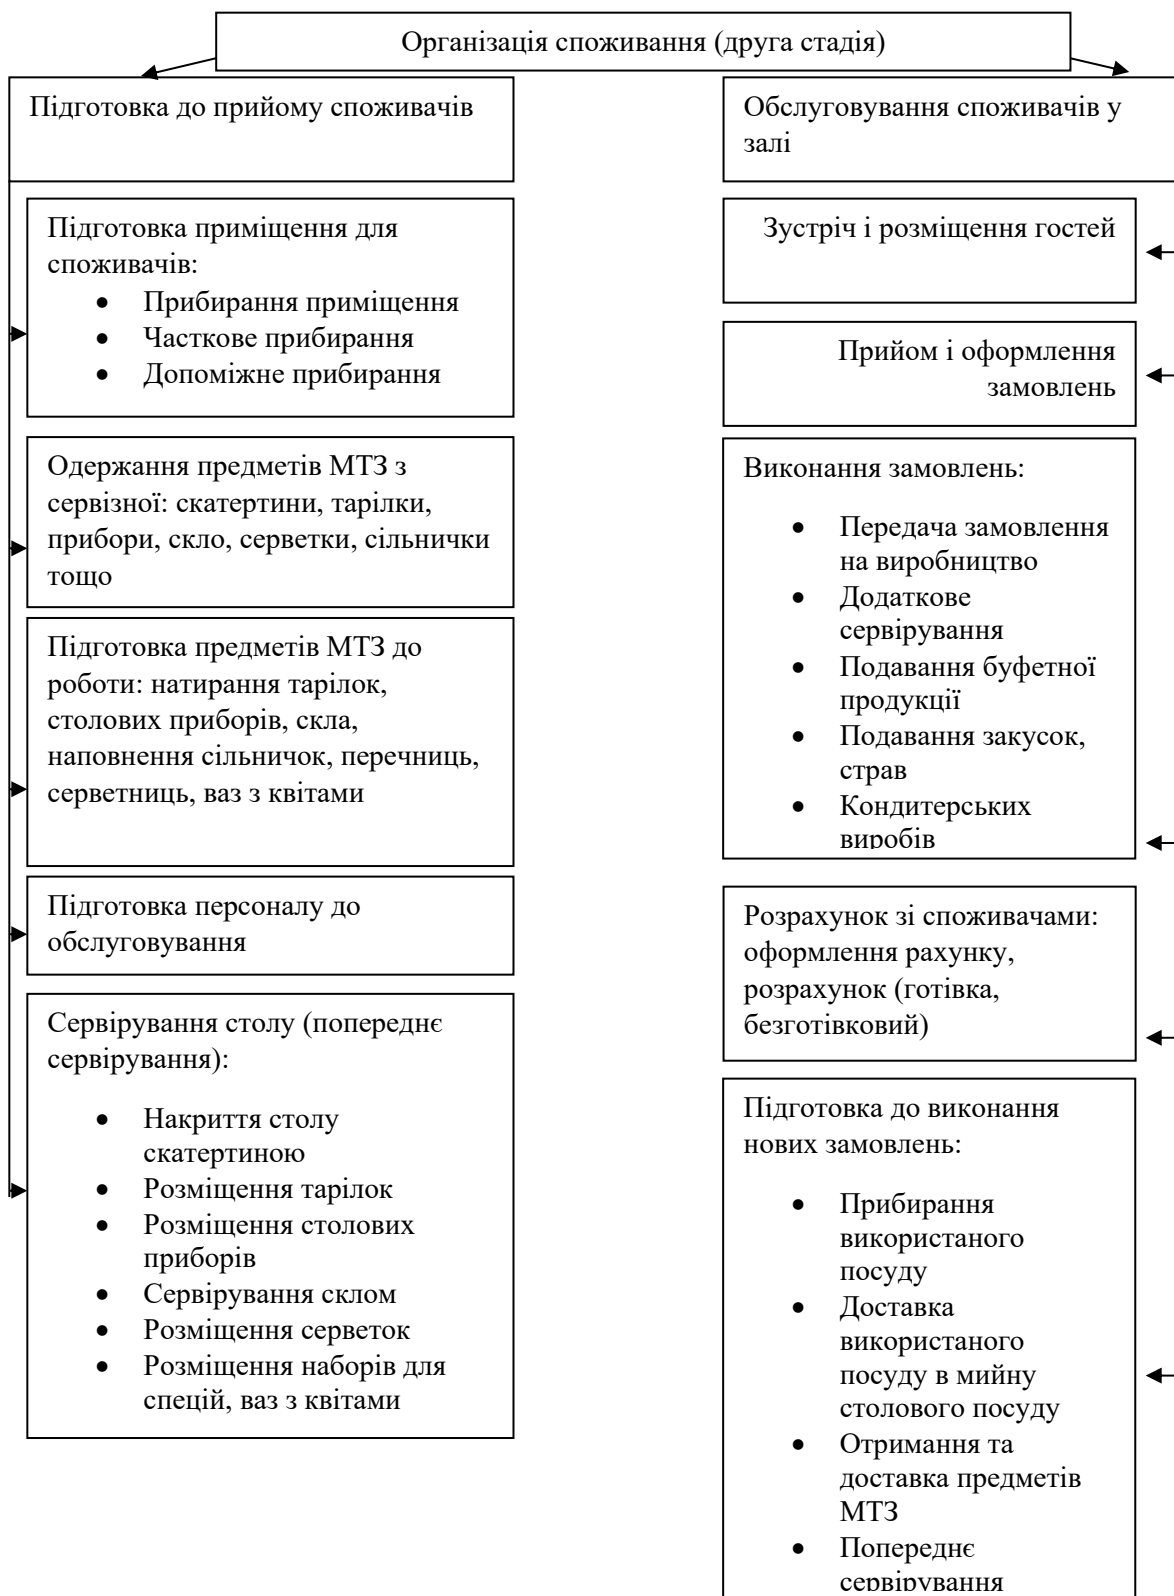 Організація споживання (друга стадія)
Підготовка до прийому споживачів
Підготовка приміщення для
споживачів:
• Прибирання приміщення
• Часткове прибирання
• Допоміжне прибирання
Одержання предметів МТЗ з
сервізної: скатертини, тарілки,
прибори, скло, серветки, сільнички
тощо
Підготовка предметів МТЗ до
роботи: натирання тарілок,
столових приборів, скла,
наповнення сільничок, перечниць,
серветниць, ваз з квітами
Підготовка персоналу до
обслуговування
Сервірування столу (попереднє
сервірування):
• Накриття столу
скатертиною
• Розміщення тарілок
• Розміщення столових
приборів
• Сервірування склом
• Розміщення серветок
• Розміщення наборів для
спецій, ваз з квітами
Обслуговування споживачів у
залі
Зустріч і розміщення гостей
Прийом і оформлення
замовлень
Виконання замовлень:
• Передача замовлення
на виробництво
• Додаткове
сервірування
• Подавання буфетної
продукції
• Подавання закусок,
страв
• Кондитерських
виробів
Розрахунок зі споживачами:
оформлення рахунку,
розрахунок (готівка,
безготівковий)
Підготовка до виконання
нових замовлень:
• Прибирання
використаного
посуду
• Доставка
використаного
посуду в мийну
столового посуду
• Отримання та
доставка предметів
МТЗ
• Попереднє
сервірування